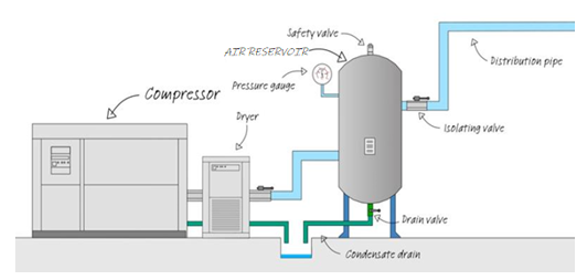 Safety valve
AIR RESERVOIR
Distribution pipe
Pressure gauge
Compressor
Dryer
Isolating valve
Drain valve
Condensate drain